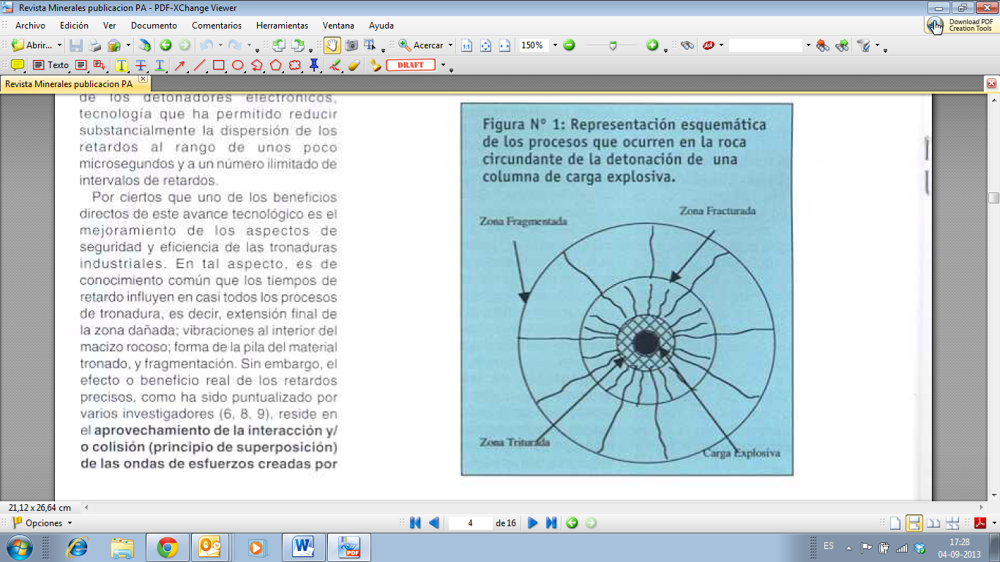 Revista Minerales publicacion PA - PDF-XChange Viewer
Archivo Edición Ver Documento Comentarios Herramientas Ventana Ayuda
Download PDF
Creation Tools
Abrir... Acercar 150%
Texto DRAFT
Revista Minerales publicacion PA
de los detonadores electrónicos,
tecnología que ha permitido reducir
substancialmente la dispersión de los
retardos al rango de unos poco
microsegundos y a un número ilimitado de
intervalos de retardos.
Por ciertos que uno de los beneficios
directos de este avance tecnológico es el
mejoramiento de los aspectos de
seguridad y eficiencia de las tronaduras
industriales. En tal aspecto, es de
conocimiento común que los tiempos de
retardo influyen en casi todos los procesos
de tronadura, es decir, extensión final de
la zona dañada; vibraciones al interior del
macizo rocoso; forma de la pila del material
tronado, y fragmentación. Sin embargo, el
efecto o beneficio real de los retardos
precisos, como ha sido puntualizado por
varios investigadores (6, 8, 9), reside en
el aprovechamiento de la interacción y/
o colisión (principio de superposición)
de las ondas de esfuerzos creadas por
Figura N° 1: Representación esquemática
de los procesos que ocurren en la roca
circundante de la detonación de una
columna de carga explosiva.
Zona Fracturada
Zona Fragmentada
Zona Triturada
Carga Explosiva
21,12 x 26,64 cm
Opciones 4 de 16
ES 17:28
04-09-2013